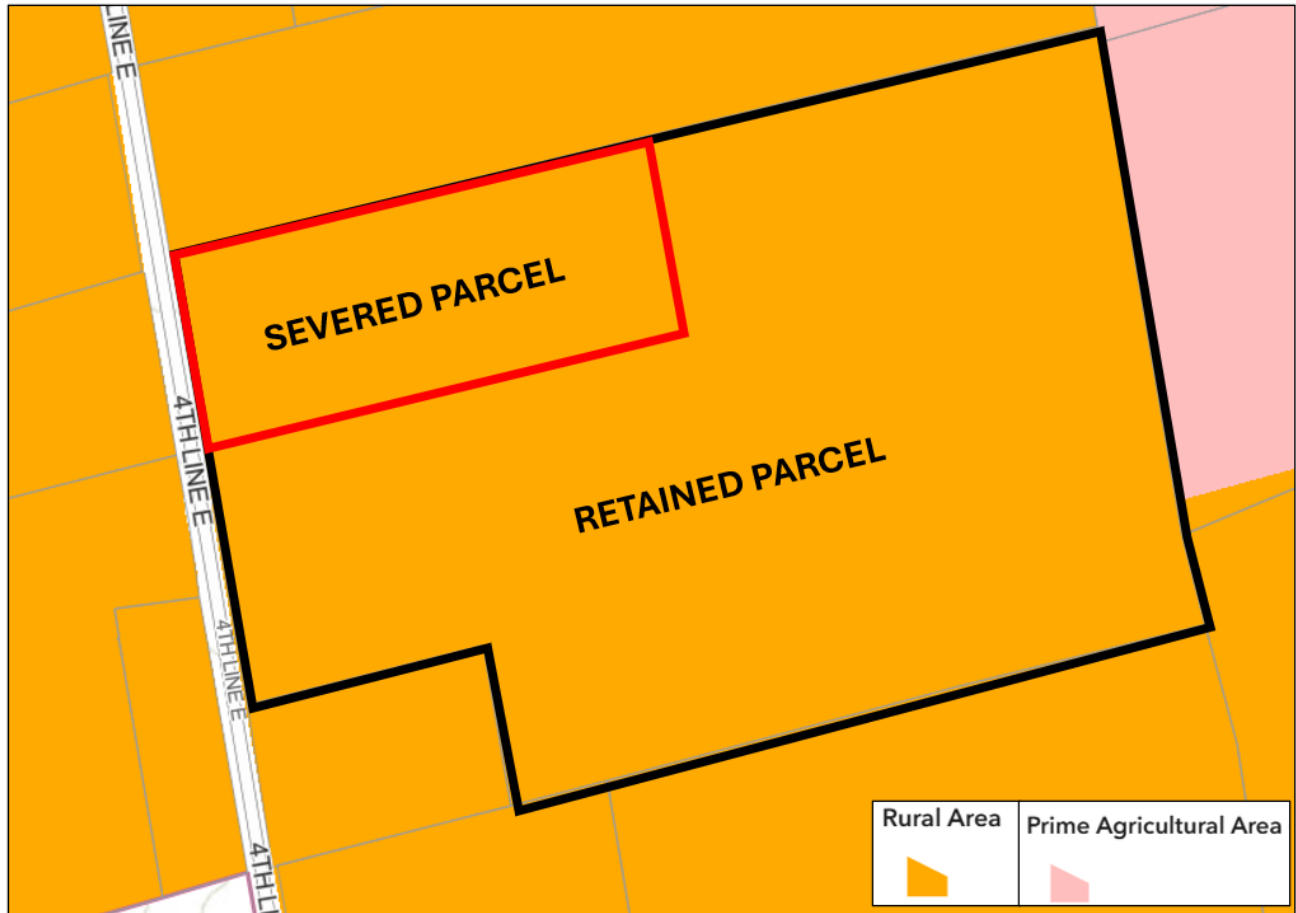 LINE E
SEVERED PARCEL
4TH LINE E
RETAINED PARCEL
4TH LINE E
4TH LI
Rural Area
Prime Agricultural Area